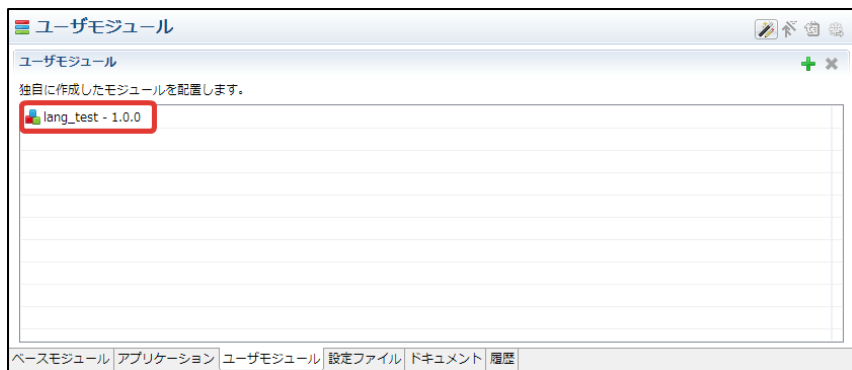 ユーザモジュール
ユーザモジュール
独自に作成したモジュールを配置します。
lang_test - 1.0.0
ベースモジュール アプリケーション ユーザモジュール 設定ファイル ドキュメント 履歴